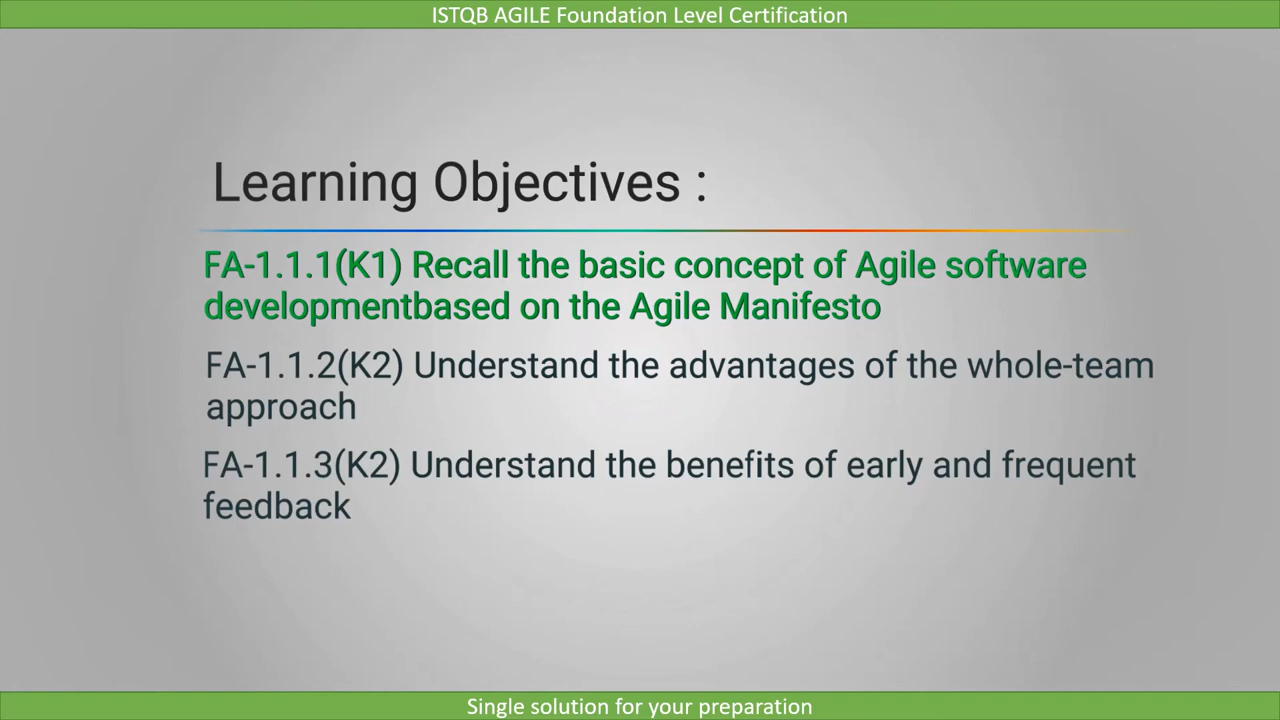 ISTQB AGILE Foundation Level Certification
Learning Objectives :
FA-1.1.1(K1) Recall the basic concept of Agile software
developmentbased on the Agile Manifesto
FA-1.1.2(K2) Understand the advantages of the whole-team
approach
FA-1.1.3(K2) Understand the benefits of early and frequent
feedback
Single solution for your preparation